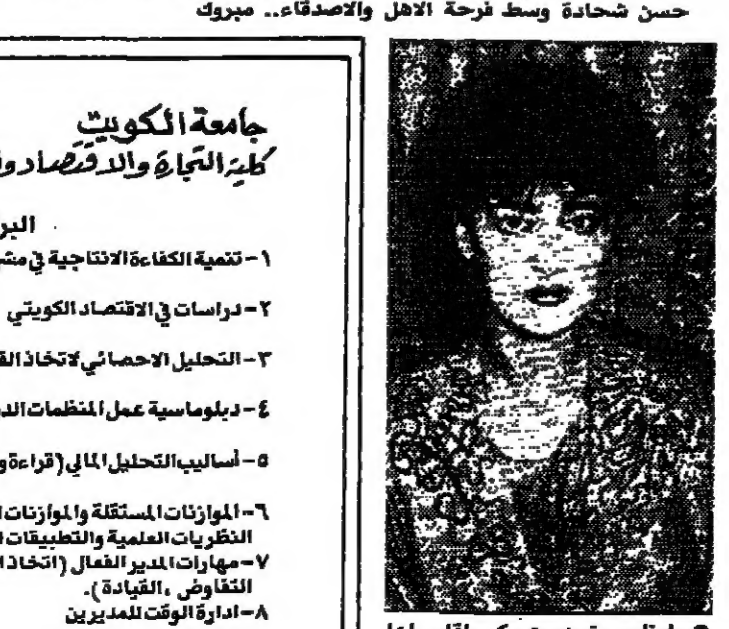 حسن شحادة وسط فرحة الاهل والاصدقاء.. مبروك
جامعة الكويت
كلية التجارة والاقتصاد
البر
١- تنمية الكفاءة الانتاجية في مش
٢- دراسات في الاقتصاد الكويتي
٣- التحليل الاحصائي لاتخاذ الق
٤- دبلوماسية عمل المنظمات الد
٥- أساليب التحليل المالي (قراءة و
٦- الموازنات المستقلة والموازنات ا
النظريات العلمية والتطبيقات ا
٧- مهارات المدير الفعال (اتخاذ ا
التفاوض ، القيادة).
٨- ادارة الوقت للمديرين